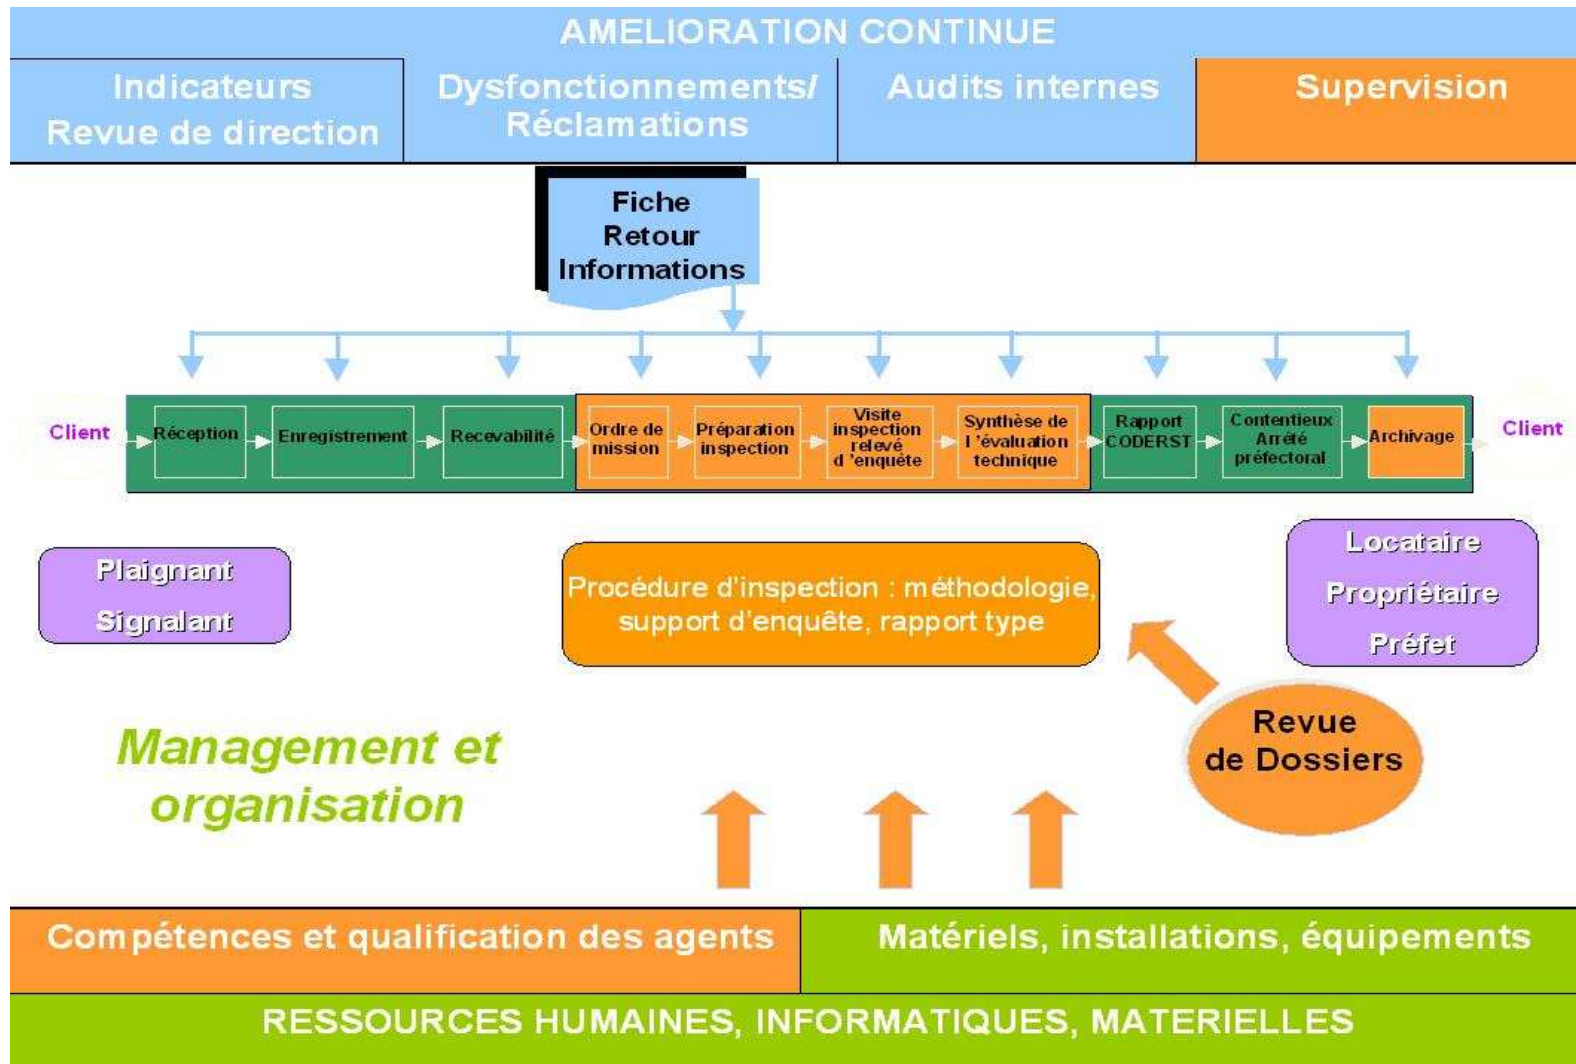 AMELIORATION CONTINUE
Indicateurs
Revue de direction
Dysfonctionnements/
Réclamations
Audits internes
Supervision
Fiche
Retour
Informations
Client
Réception
Enregistrement
Recevabilité
Ordre de
mission
Préparation
inspection
Visite
inspection
relevé
d 'enquête
Synthèse de
l 'évaluation
technique
Rapport
CODERST
Contentieux
Arrété
préfectoral
Archivage
Client
Plaignant
Signalant
Procédure d'inspection : méthodologie,
support d'enquête, rapport type
Locataire
Propriétaire
Préfet
Revue
de Dossiers
Management et
organisation
Compétences et qualification des agents
Matériels, installations, équipements
RESSOURCES HUMAINES, INFORMATIQUES, MATERIELLES